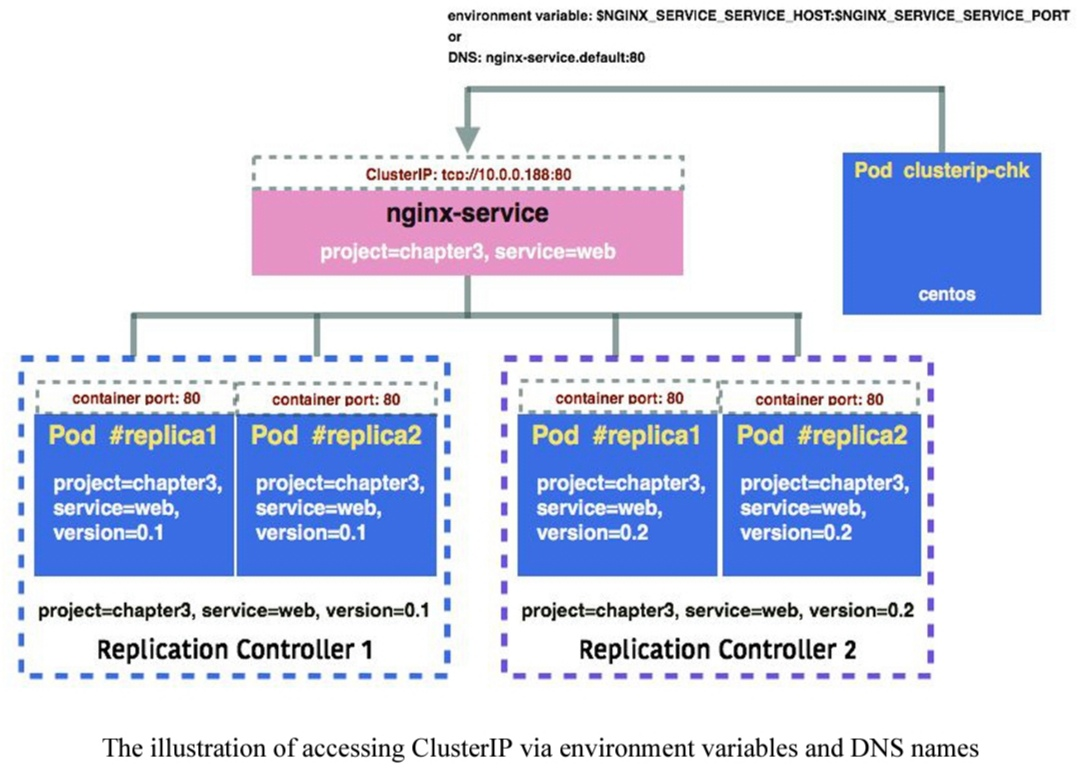 environment variable: $NGINX_SERVICE_SERVICE_HOST:$NGINX_SERVICE_SERVICE_PORT
or
DNS: nginx-service.default:80
ClusterIP: tcp://10.0.0.188:80
nginx-service
project=chapter3, service=web
Pod clusterip-chk
centos
container port: 80
Pod #replica1
project=chapter3,
service=web,
version=0.1
container port: 80
Pod #replica2
project=chapter3,
service=web,
version=0.1
project=chapter3, service=web, version=0.1
Replication Controller 1
container port: 80
Pod #replica1
project=chapter3,
service=web,
version=0.2
container port: 80
Pod #replica2
project=chapter3,
service=web,
version=0.2
project=chapter3, service=web, version=0.2
Replication Controller 2
The illustration of accessing ClusterIP via environment variables and DNS names